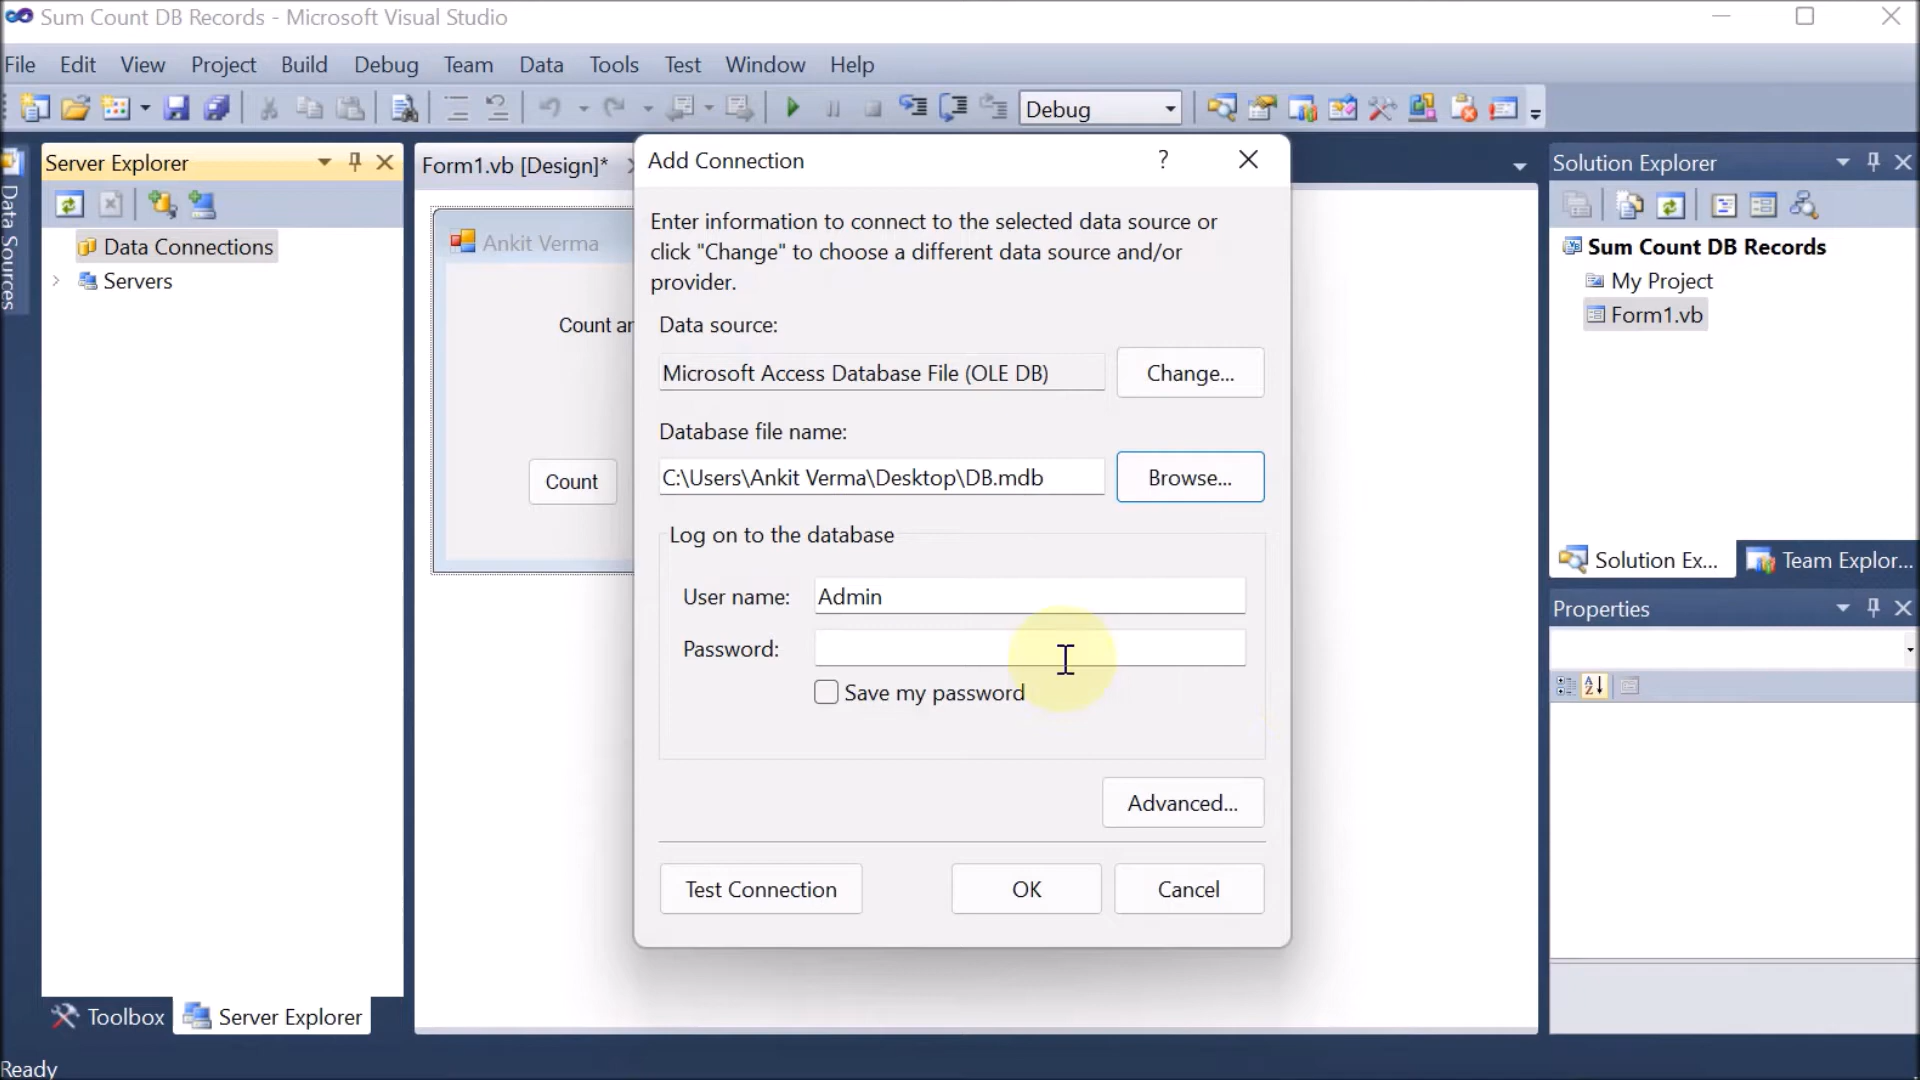 Sum Count DB Records - Microsoft Visual Studio
File Edit View Project Build Debug Team Data Tools Test Window Help
Debug
Data Sources
Server Explorer
Data Connections
Servers
Toolbox
Server Explorer
Form1.vb [Design]*
Ankit Verma
Count an
Count
Add Connection
?
Enter information to connect to the selected data source or
click "Change" to choose a different data source and/or
provider.
Data source:
Microsoft Access Database File (OLE DB)
Change...
Database file name:
C:\Users\Ankit Verma\Desktop\DB.mdb
Browse...
Log on to the database
User name:
Admin
Password:
Save my password
Advanced...
Test Connection
OK
Cancel
Solution Explorer
Sum Count DB Records
My Project
Form1.vb
Solution Ex...
Team Explor...
Properties
Ready